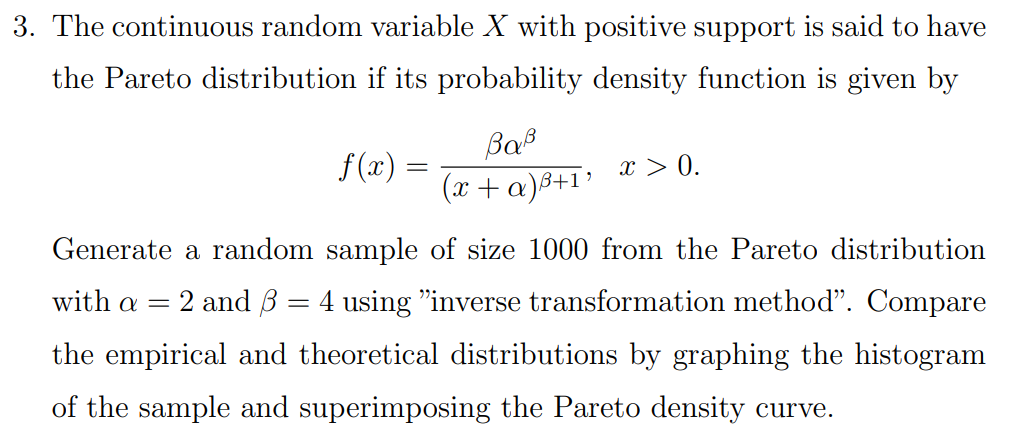 3. The continuous random variable X with positive support is said to have
the Pareto distribution if its probability density function is given by
f(x) = βα^β / (x + α)^{β+1}, x > 0.
Generate a random sample of size 1000 from the Pareto distribution
with α = 2 and β = 4 using ”inverse transformation method”. Compare
the empirical and theoretical distributions by graphing the histogram
of the sample and superimposing the Pareto density curve.